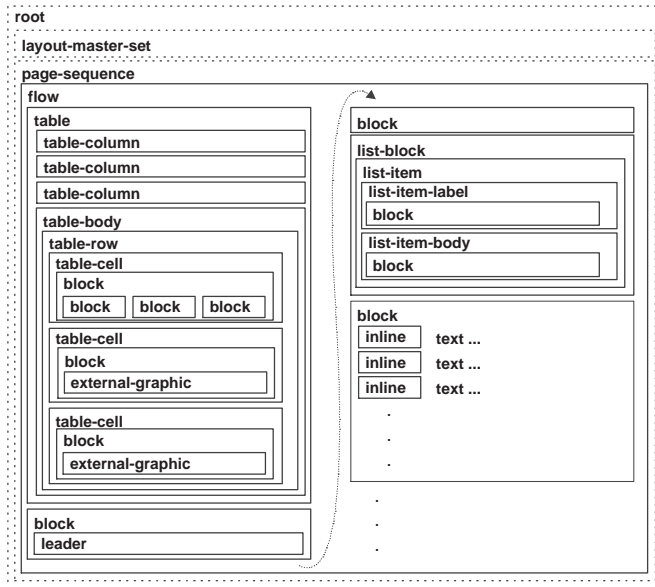 root
layout-master-set
page-sequence
flow
table
table-column
table-column
table-column
table-body
table-row
table-cell
block
block block block
table-cell
block
external-graphic
table-cell
block
external-graphic
block
leader
block
list-block
list-item
list-item-label
block
list-item-body
block
block
inline text ...
inline text ...
inline text ...
.
.
.
.
.
.